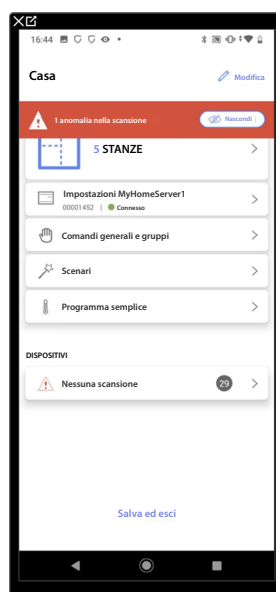 16:44
Casa
Modifica
1 anomalia nella scansione
Nascondi
5 STANZE
Impostazioni MyHomeServer1
00001452 | Connesso
Comandi generali e gruppi
Scenari
Programma semplice
DISPOSITIVI
Nessuna scansione
29
Salva ed esci